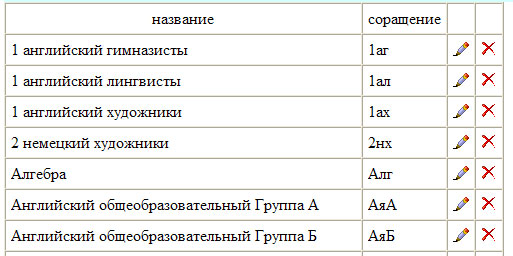 название соращение
1 английский гимназисты 1аг
1 английский лингвисты 1ал
1 английский художники 1ах
2 немецкий художники 2нх
Алгебра Алг
Английский общеобразовательный Группа А АяА
Английский общеобразовательный Группа Б АяБ